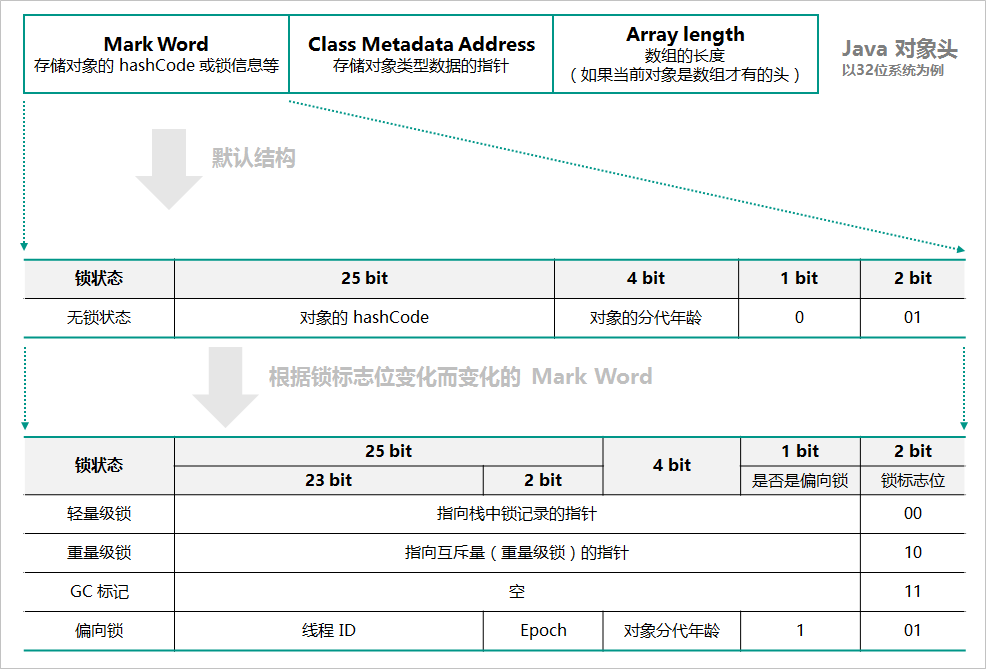 Mark Word
存储对象的 hashCode 或锁信息等
Class Metadata Address
存储对象类型数据的指针
Array length
数组的长度
（如果当前对象是数组才有的头）
Java 对象头
以32位系统为例
默认结构
锁状态 25 bit 4 bit 1 bit 2 bit
无锁状态 对象的 hashCode 对象的分代年龄 0 01
根据锁标志位变化而变化的 Mark Word
锁状态 25 bit 4 bit 1 bit 2 bit
23 bit 2 bit 是否是偏向锁 锁标志位
轻量级锁 指向栈中锁记录的指针 00
重量级锁 指向互斥量（重量级锁）的指针 10
GC 标记 空 11
偏向锁 线程 ID Epoch 对象分代年龄 1 01